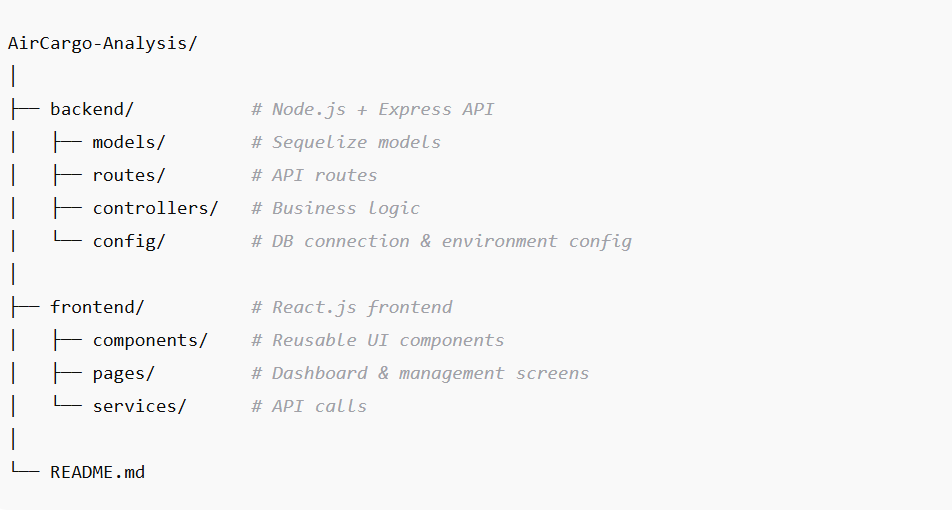 AirCargo-Analysis/
│
├── backend/           # Node.js + Express API
│   ├── models/        # Sequelize models
│   ├── routes/        # API routes
│   ├── controllers/   # Business logic
│   └── config/        # DB connection & environment config
│
├── frontend/          # React.js frontend
│   ├── components/    # Reusable UI components
│   ├── pages/         # Dashboard & management screens
│   └── services/      # API calls
│
└── README.md